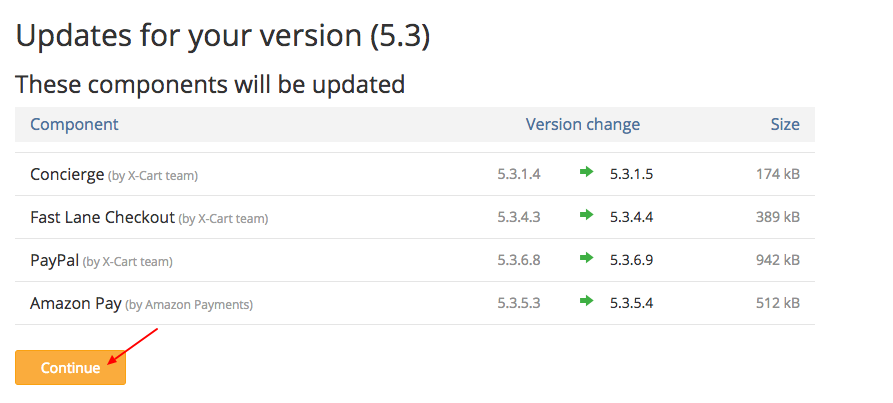 Updates for your version (5.3)
These components will be updated
Component Version change Size
Concierge (by X-Cart team) 5.3.1.4 5.3.1.5 174 kB
Fast Lane Checkout (by X-Cart team) 5.3.4.3 5.3.4.4 389 kB
PayPal (by X-Cart team) 5.3.6.8 5.3.6.9 942 kB
Amazon Pay (by Amazon Payments) 5.3.5.3 5.3.5.4 512 kB
Continue